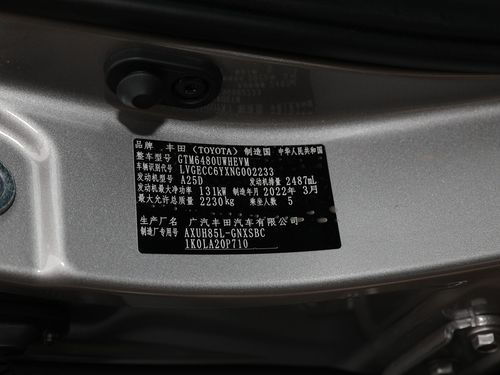 品牌 丰田 (TOYOTA) 制造国 中华人民共和国
整车型号 GTM6480UWHEVM
车辆识别代号 LVGECC6YXNG002233
发动机型号 A25D 发动机排量 2487mL
发动机最大净功率 131kW 制造年月 2022年 3月
最大允许总质量 2230kg 乘坐人数 5
生产厂名 广汽丰田汽车有限公司
制造厂专用号 AXUH85L-GNXSBC
1K0LA20P710